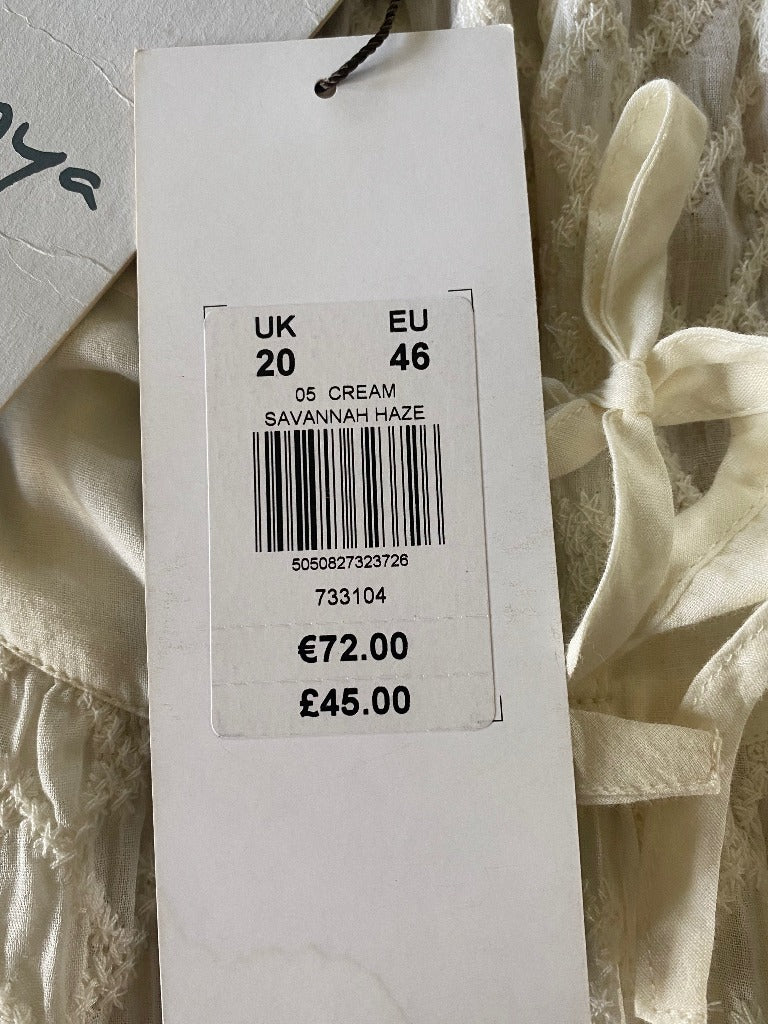 UK EU
20 46
05 CREAM
SAVANNAH HAZE
5050827323726
733104
€72.00
£45.00